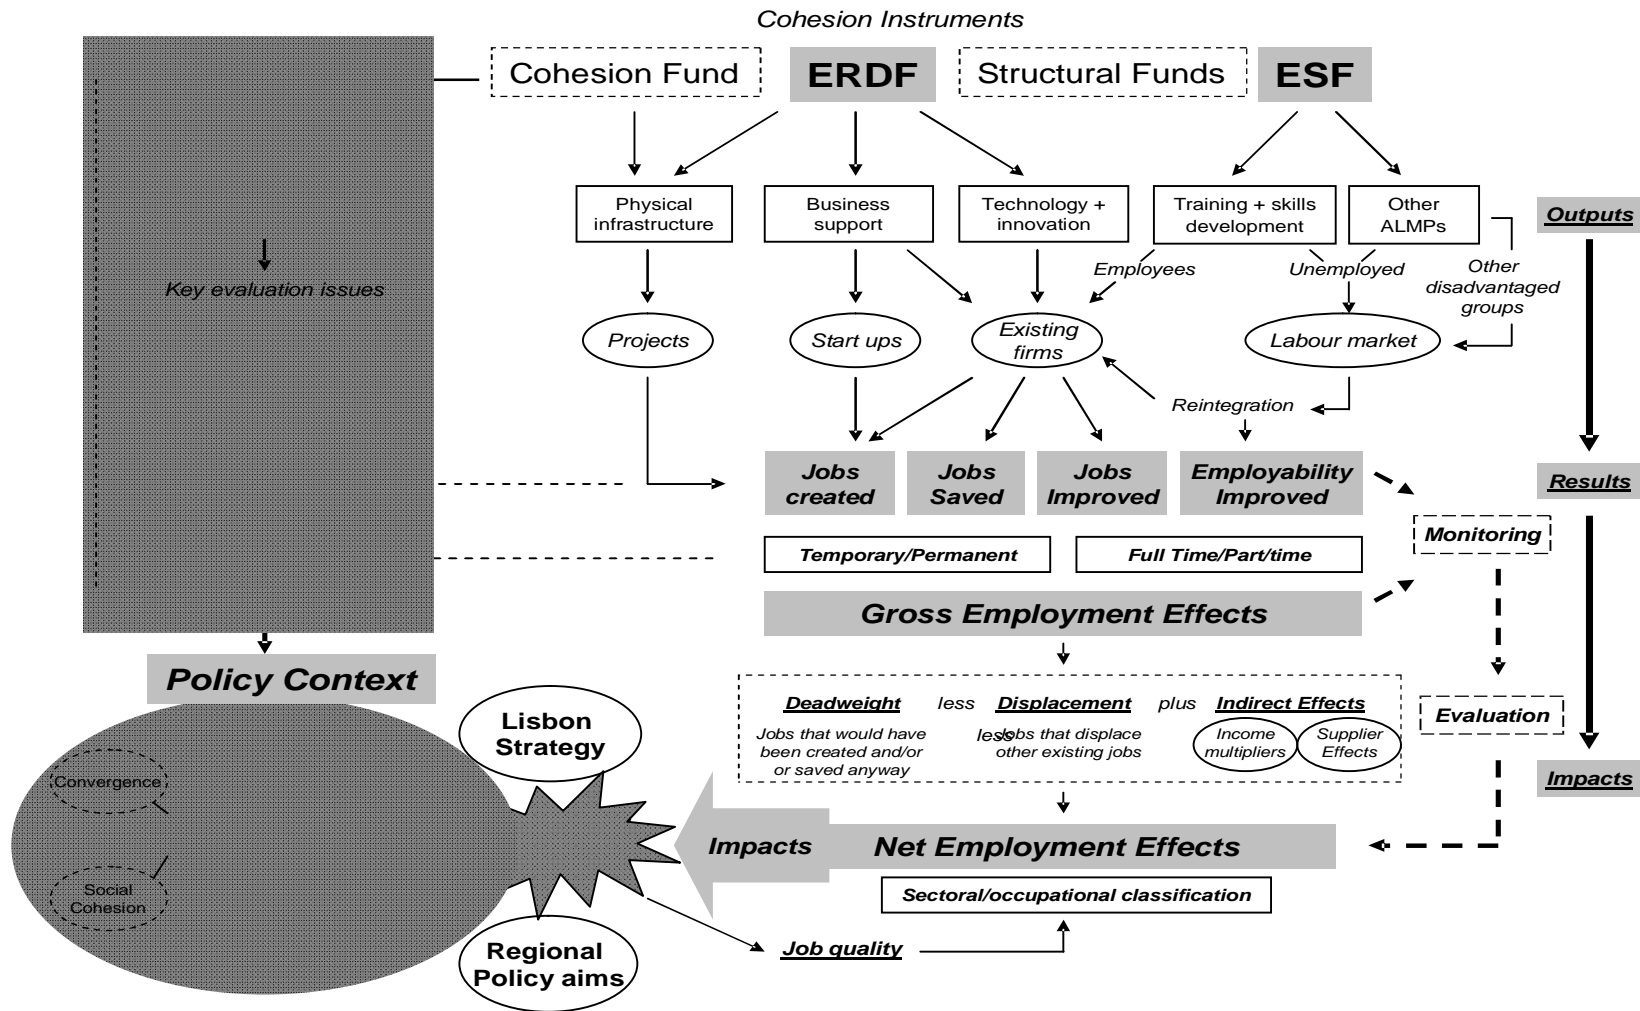 Cohesion Instruments
Cohesion Fund
ERDF
Structural Funds
ESF
Physical
infrastructure
Business
support
Technology +
innovation
Training + skills
development
Other
ALMPs
Outputs
Key evaluation issues
Employees
Unemployed
Other
disadvantaged
groups
Projects
Start ups
Existing
firms
Labour market
Reintegration
Jobs
created
Jobs
Saved
Jobs
Improved
Employability
Improved
Results
Monitoring
Temporary/Permanent
Full Time/Part/time
Gross Employment Effects
Policy Context
Deadweight
less
Displacement
plus
Indirect Effects
Jobs that would have
been created and/or
or saved anyway
less
Jobs that displace
other existing jobs
Income
multipliers
Supplier
Effects
Evaluation
Impacts
Lisbon
Strategy
Convergence
Social
Cohesion
Impacts
Net Employment Effects
Sectoral/occupational classification
Regional
Policy aims
Job quality